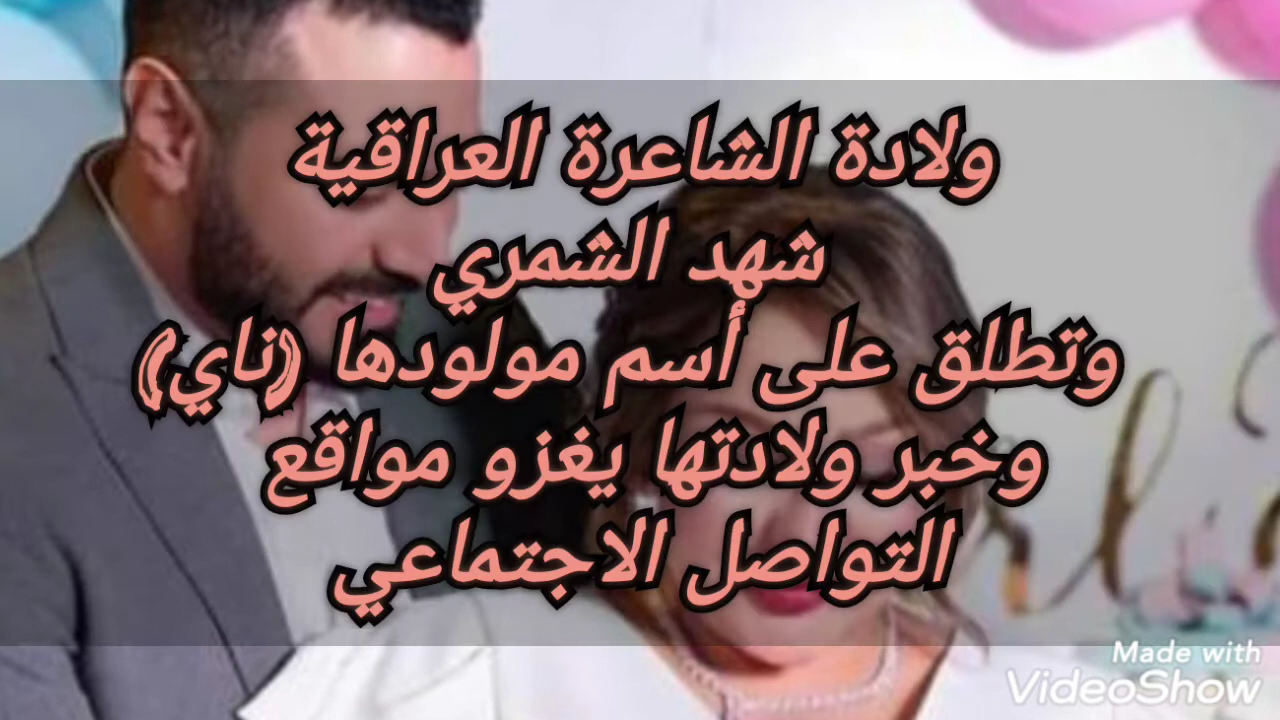 ولادة الشاعرة العراقية
شهد الشمري
وتطلق على أسم مولودها (ناي)
وخبر ولادتها يغزو مواقع
التواصل الاجتماعي
Made with
VideoShow